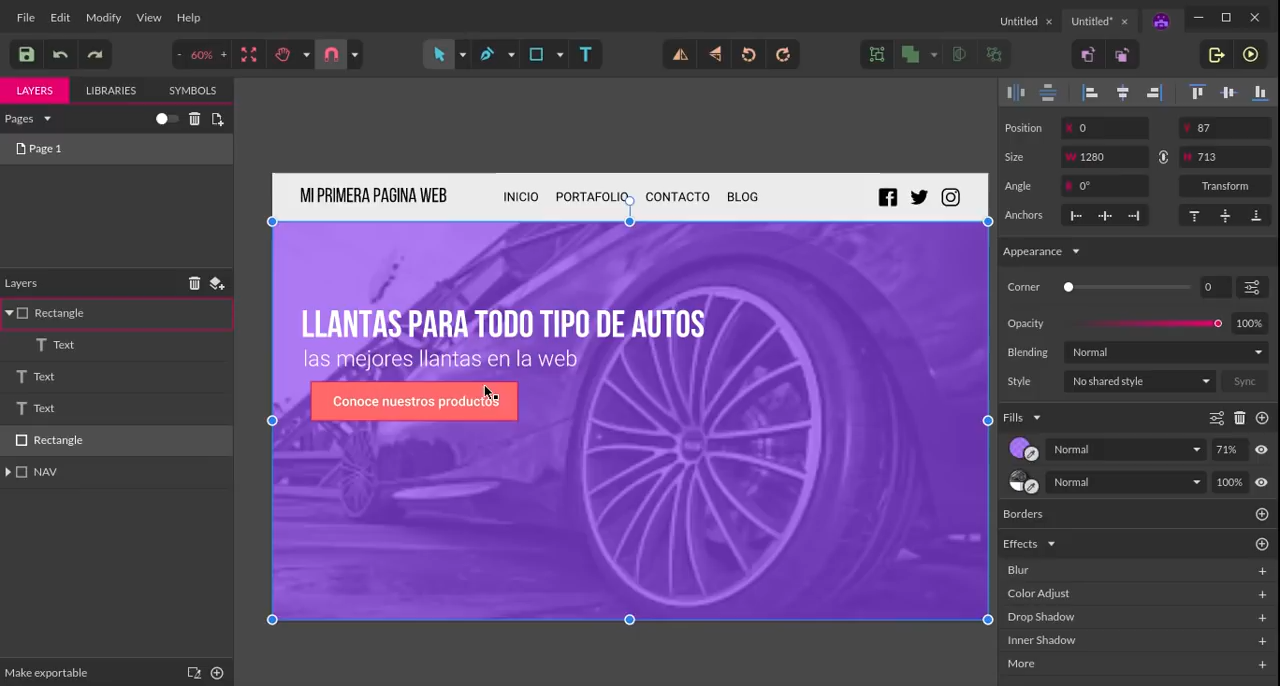 File Edit Modify View Help
Untitled × Untitled* ×
- 60% +
LAYERS LIBRARIES SYMBOLS
Pages
Page 1
Layers
Rectangle
Text
Text
Text
Rectangle
NAV
Make exportable
MI PRIMERA PAGINA WEB INICIO PORTAFOLIO CONTACTO BLOG
LLANTAS PARA TODO TIPO DE AUTOS
las mejores llantas en la web
Conoce nuestros productos
Position X 0 Y 87
Size W 1280 H 713
Angle R 0° Transform
Anchors
Appearance
Corner 0
Opacity 100%
Blending Normal
Style No shared style Sync
Fills
Normal 71%
Normal 100%
Borders
Effects
Blur +
Color Adjust +
Drop Shadow +
Inner Shadow +
More +